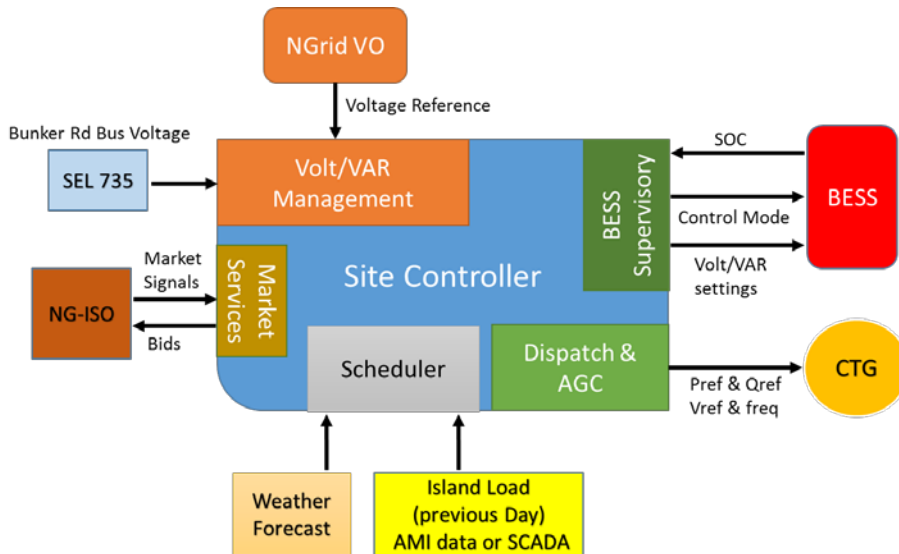 NGrid VO
Voltage Reference
Bunker Rd Bus Voltage
SEL 735
Volt/VAR
Management
BESS
Supervisory
SOC
Control Mode
Volt/VAR
settings
BESS
Market
Signals
NG-ISO
Bids
Market
Services
Site Controller
Scheduler
Dispatch &
AGC
Pref & Qref
Vref & freq
CTG
Weather
Forecast
Island Load
(previous Day)
AMI data or SCADA